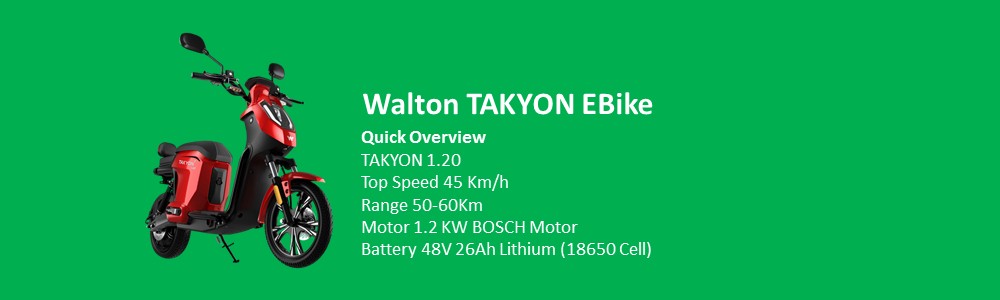 Walton TAKYON EBike
Quick Overview
TAKYON 1.20
Top Speed 45 Km/h
Range 50-60Km
Motor 1.2 KW BOSCH Motor
Battery 48V 26Ah Lithium (18650 Cell)
TAKYON